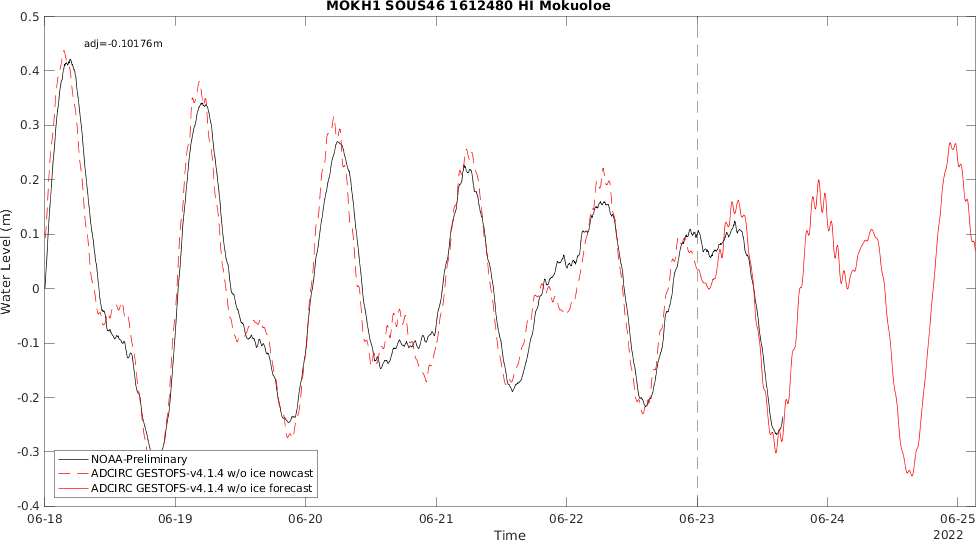 MOKH1 SOUS46 1612480 HI Mokuoloe
adj=-0.10176m
Water Level (m)
0.5
0.4
0.3
0.2
0.1
0
-0.1
-0.2
-0.3
-0.4
NOAA-Preliminary
ADCIRC GESTOFS-v4.1.4 w/o ice nowcast
ADCIRC GESTOFS-v4.1.4 w/o ice forecast
06-18 06-19 06-20 06-21 06-22 06-23 06-24 06-25
Time
2022